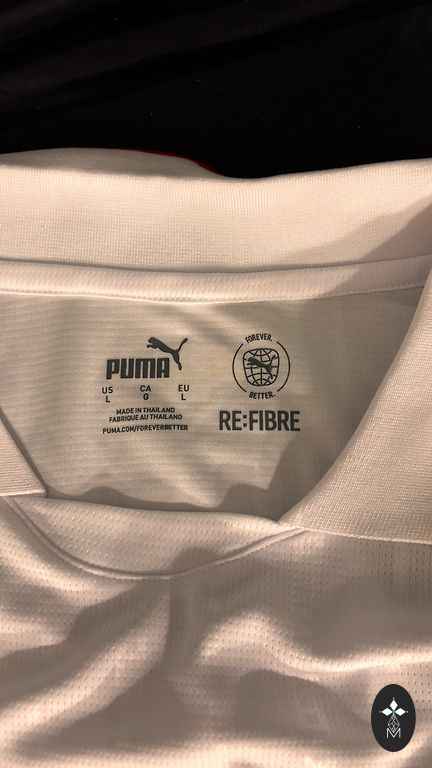 PUMA
US CA EU
L G L
MADE IN THAILAND
FABRIQUE AU THAILAND
PUMA.COM/FOREVERBETTER
FOREVER.
BETTER.
RE:FIBRE
M